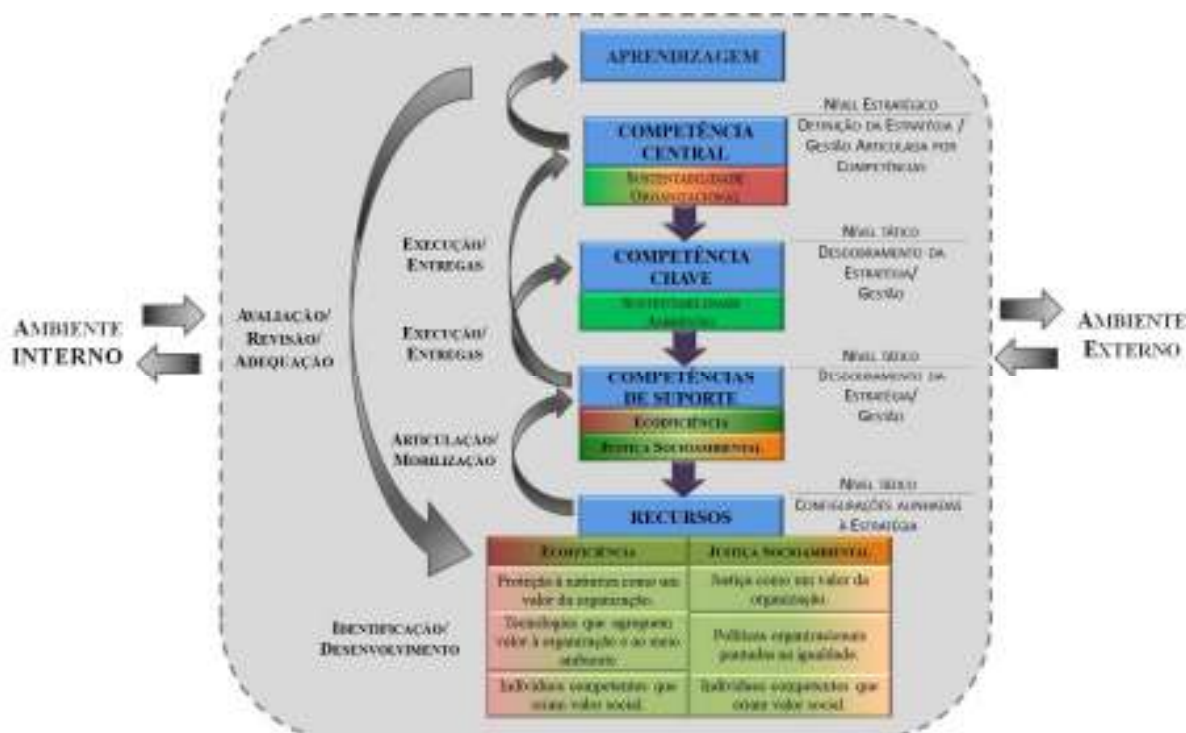 APRENDIZAGEM
NÍVEL ESTRATÉGICO
DEFINIÇÃO DA ESTRATÉGIA /
GESTÃO ARTICULADA POR
COMPETÊNCIAS
COMPETÊNCIA
CENTRAL
SUSTENTABILIDADE
ORGANIZACIONAL
EXECUÇÃO/
ENTREGAS
COMPETÊNCIA
CHAVE
SUSTENTABILIDADE
AMBIENTAL
NÍVEL TÁTICO
DESDOBRAMENTO DA
ESTRATÉGIA/
GESTÃO
AMBIENTE
INTERNO
AVALIAÇÃO/
REVISÃO/
ADEQUAÇÃO
EXECUÇÃO/
ENTREGAS
AMBIENTE
EXTERNO
COMPETÊNCIAS
DE SUPORTE
ECOEFICIÊNCIA
JUSTIÇA SOCIOAMBIENTAL
NÍVEL TÁTICO
DESDOBRAMENTO DA
ESTRATÉGIA/
GESTÃO
ARTICULAÇÃO/
MOBILIZAÇÃO
RECURSOS
NÍVEL TÁTICO
CONFIGURAÇÕES ALINHADAS
À ESTRATÉGIA
IDENTIFICAÇÃO/
DESENVOLVIMENTO
ECOEFICIÊNCIA
Proteção à natureza como um
valor da organização.
Tecnologias que agreguem
valor à organização e ao meio
ambiente
Indivíduos competentes que
criam valor social.
JUSTIÇA SOCIOAMBIENTAL
Justiça como um valor da
organização.
Políticas organizacionais
pautadas na igualdade.
Indivíduos competentes que
criam valor social.